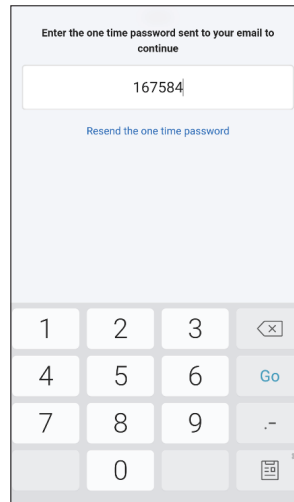 Enter the one time password sent to your email to
continue
167584
Resend the one time password
1 2 3
4 5 6 Go
7 8 9 .-
0